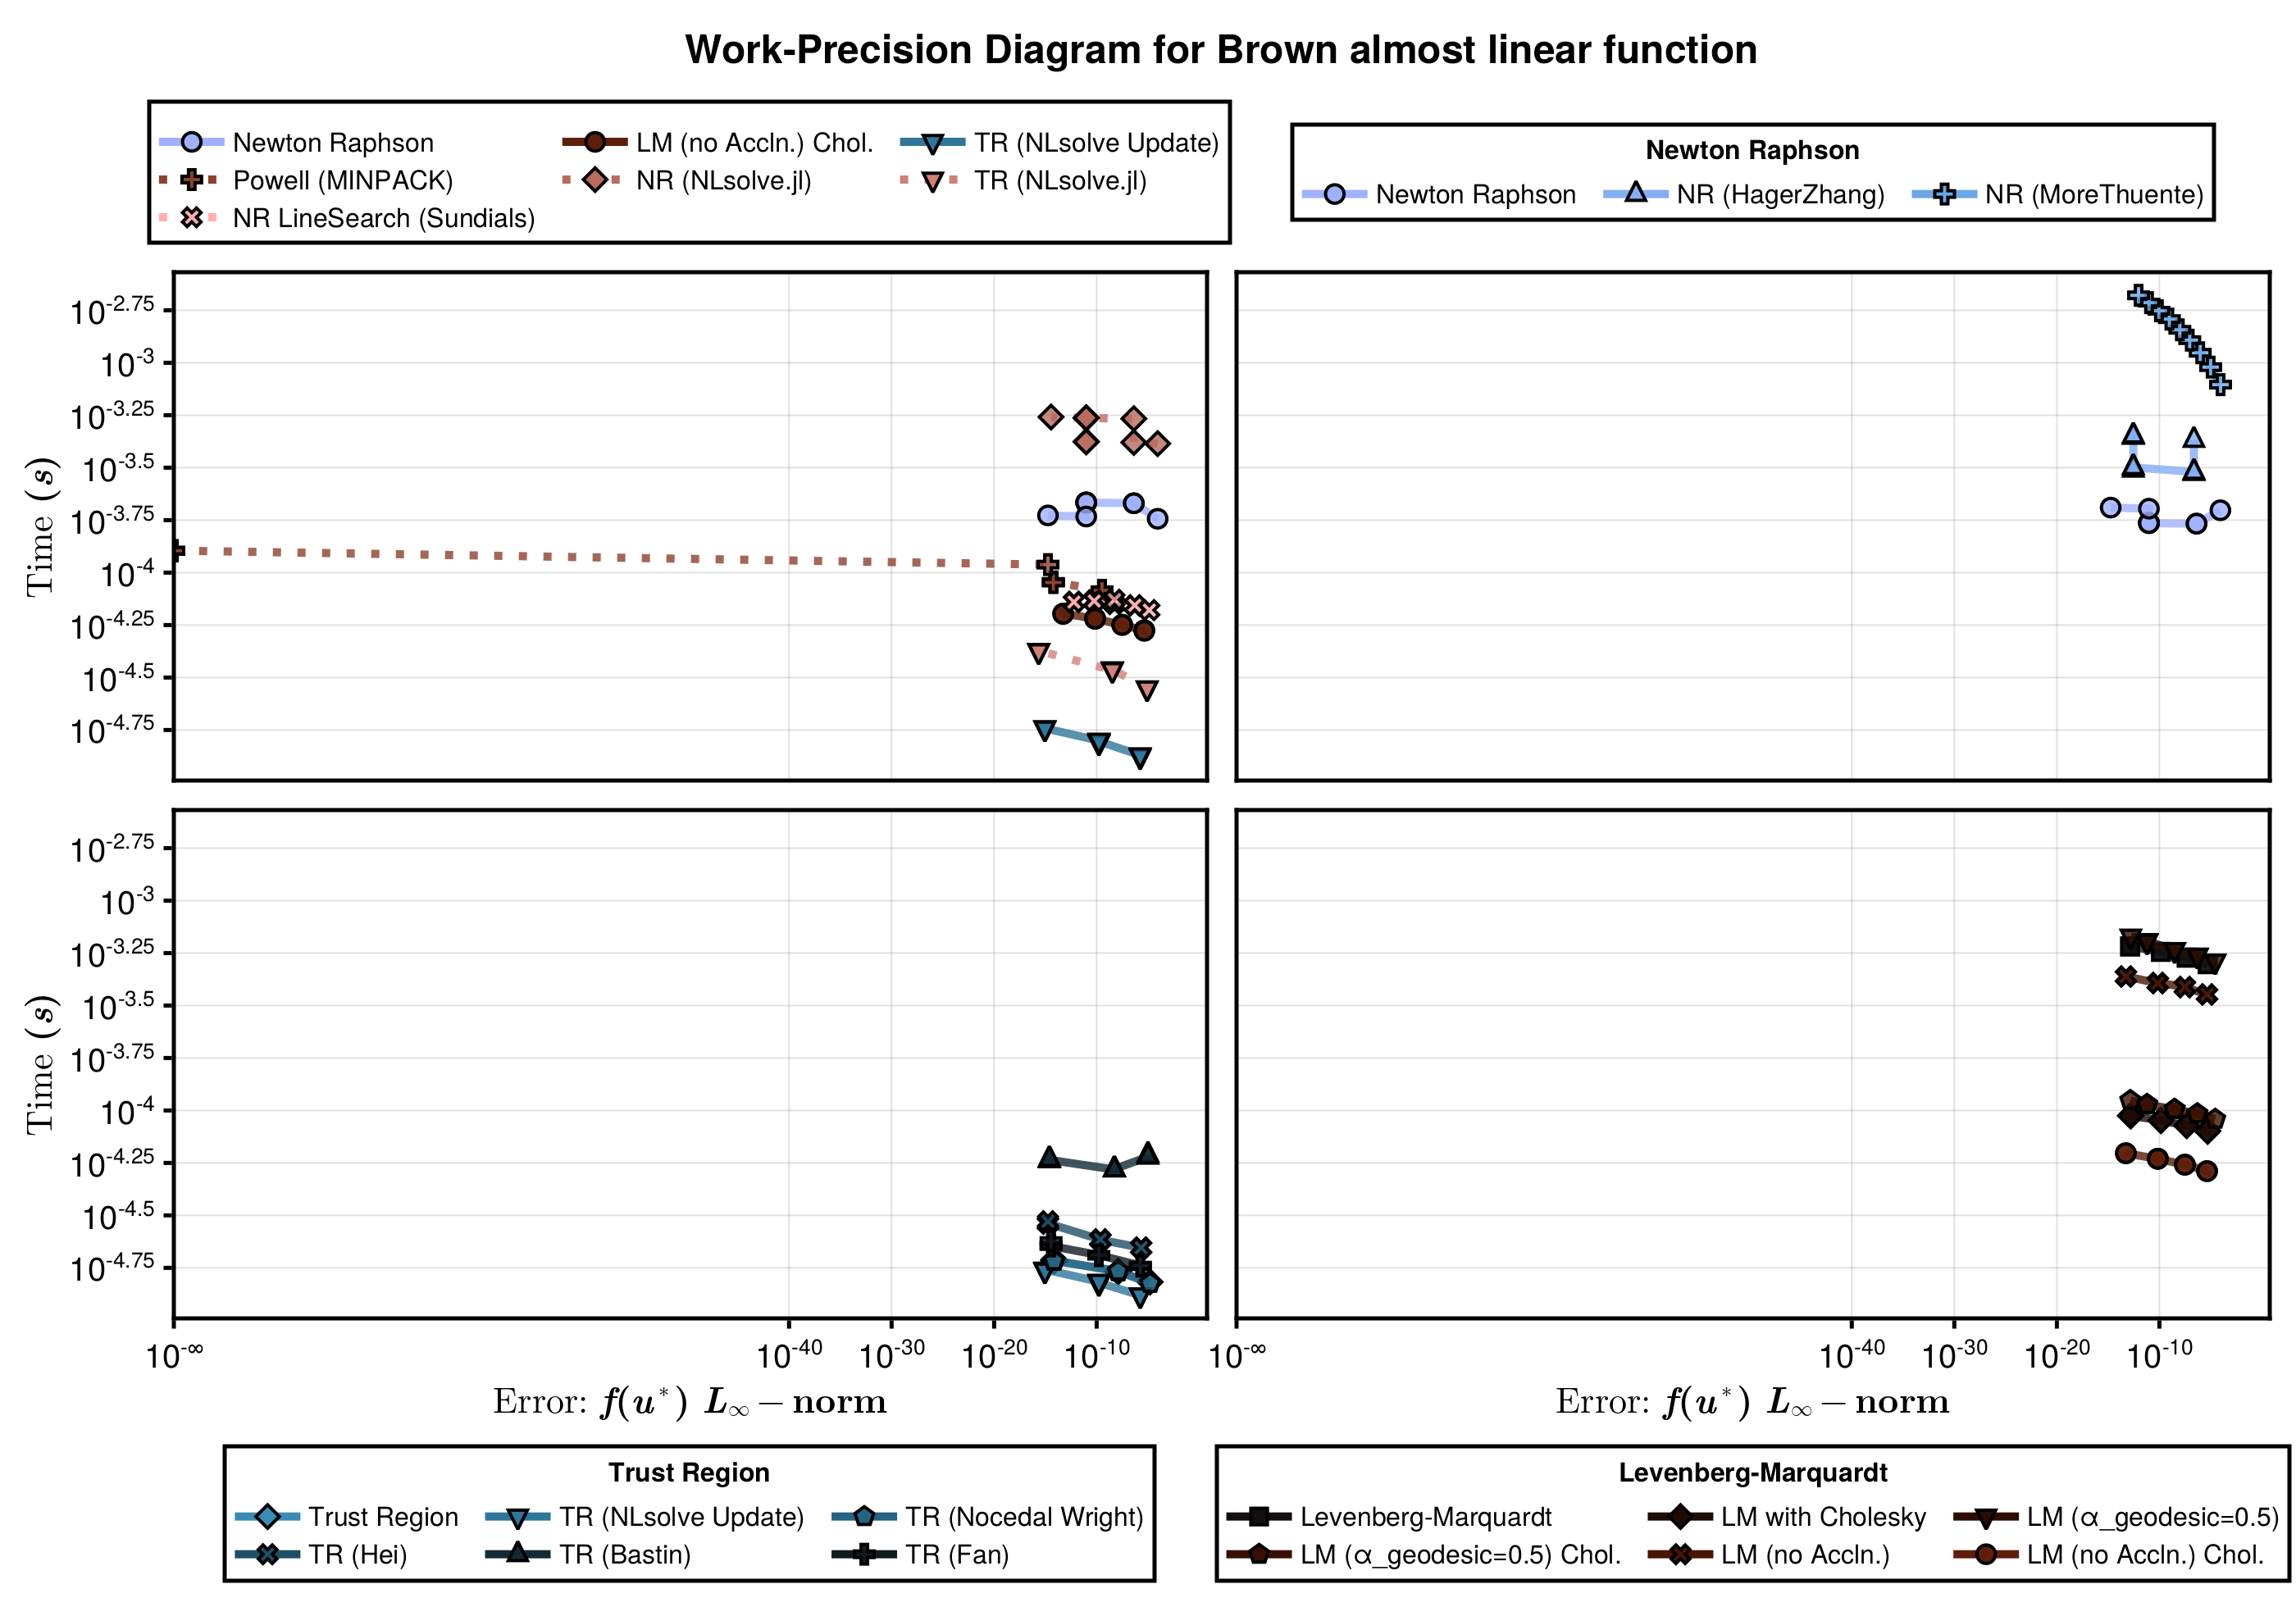 Work-Precision Diagram for Brown almost linear function
Newton Raphson LM (no Accln.) Chol. TR (NLsolve Update)
Powell (MINPACK) NR (NLsolve.jl) TR (NLsolve.jl)
NR LineSearch (Sundials)
Newton Raphson
Newton Raphson NR (HagerZhang) NR (MoreThuente)
10^-2.75
10^-3
10^-3.25
10^-3.5
10^-3.75
10^-4
10^-4.25
10^-4.5
10^-4.75
Time (s)
10^-2.75
10^-3
10^-3.25
10^-3.5
10^-3.75
10^-4
10^-4.25
10^-4.5
10^-4.75
Time (s)
10^-∞ 10^-40 10^-30 10^-20 10^-10
10^-∞ 10^-40 10^-30 10^-20 10^-10
Error: f(u*) L∞ − norm
Error: f(u*) L∞ − norm
Trust Region
Trust Region TR (NLsolve Update) TR (Nocedal Wright)
TR (Hei) TR (Bastin) TR (Fan)
Levenberg-Marquardt
Levenberg-Marquardt LM with Cholesky LM (α_geodesic=0.5)
LM (α_geodesic=0.5) Chol. LM (no Accln.) LM (no Accln.) Chol.